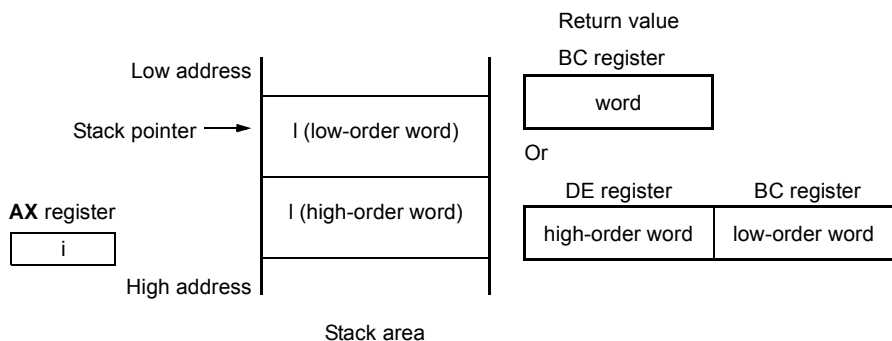 Return value
BC register
Low address
word
Stack pointer
l (low-order word)
Or
DE register
BC register
AX register
l (high-order word)
high-order word
low-order word
i
High address
Stack area